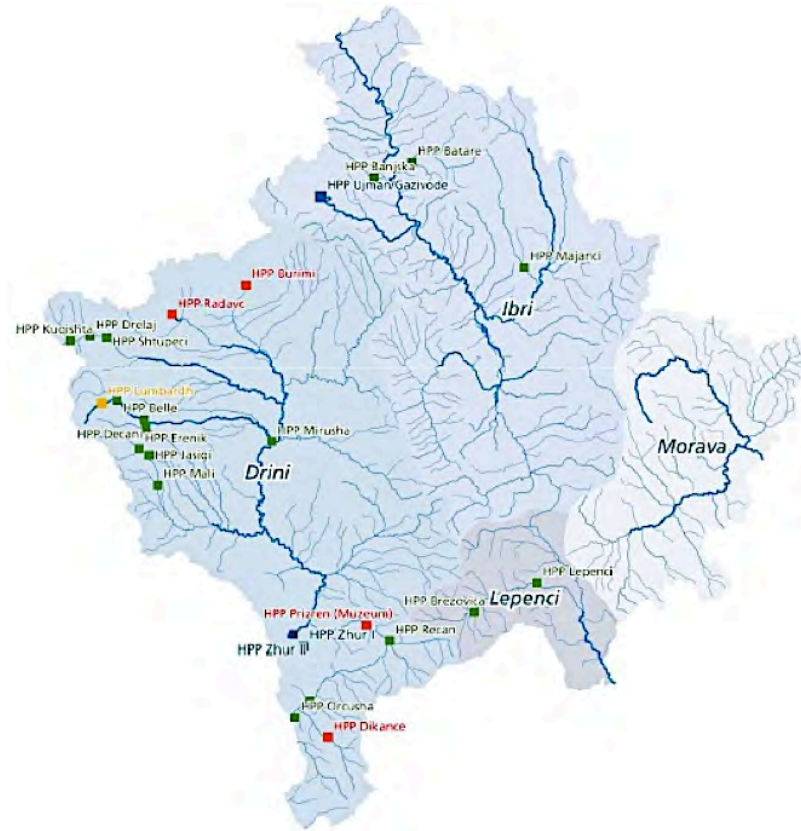 HPP Batare
HPP Banjska
HPP Ujman/Gazivode
HPP Majanci
HPP Burimi
Ibri
HPP Radavc
HPP Drelaj
HPP Kuqishta
HPP Shtupeci
HPP Lumbardh
HPP Belle
HPP Decani
HPP Erenik
HPP Mirusha
Morava
HPP Jasiqi
Drini
HPP Mali
HPP Lepenci
Lepenci
HPP Brezovica
HPP Prizren (Muzeumi)
HPP Zhur I
HPP Recan
HPP Zhur II
HPP Orcusha
HPP Dikance